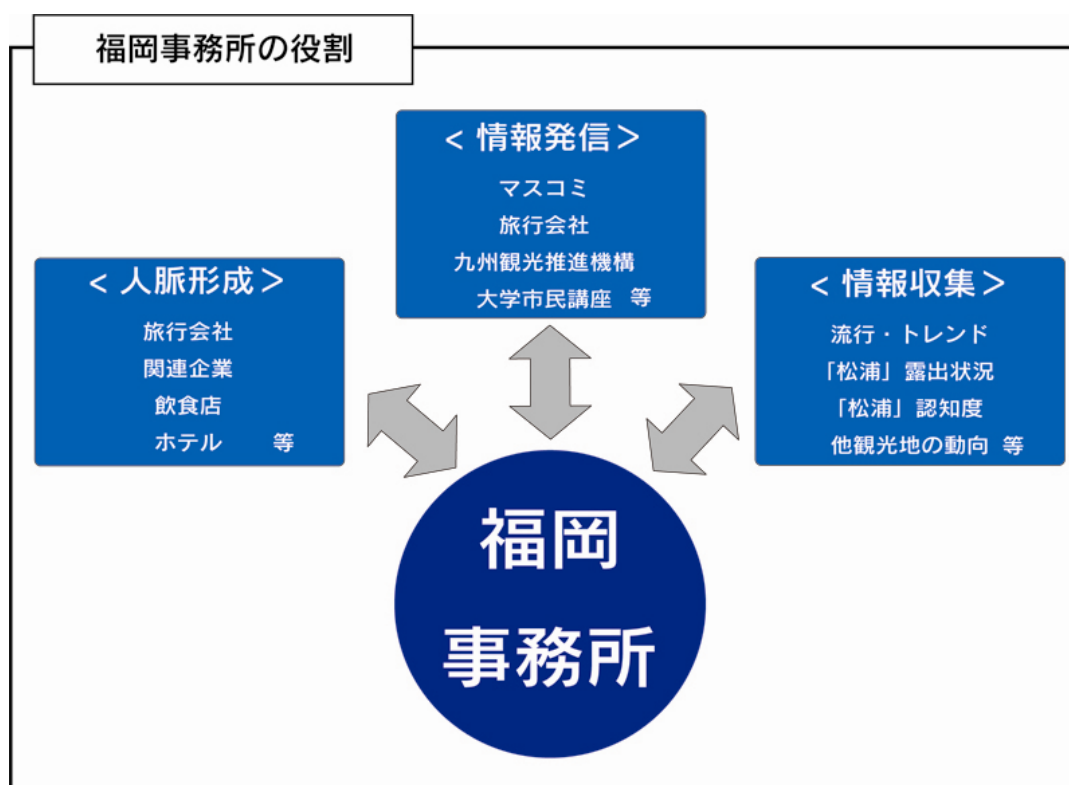 福岡事務所の役割
＜ 情報発信 ＞
マスコミ
旅行会社
九州観光推進機構
大学市民講座 等
＜ 人脈形成 ＞
旅行会社
関連企業
飲食店
ホテル 等
＜ 情報収集 ＞
流行・トレンド
「松浦」露出状況
「松浦」認知度
他観光地の動向 等
福岡
事務所